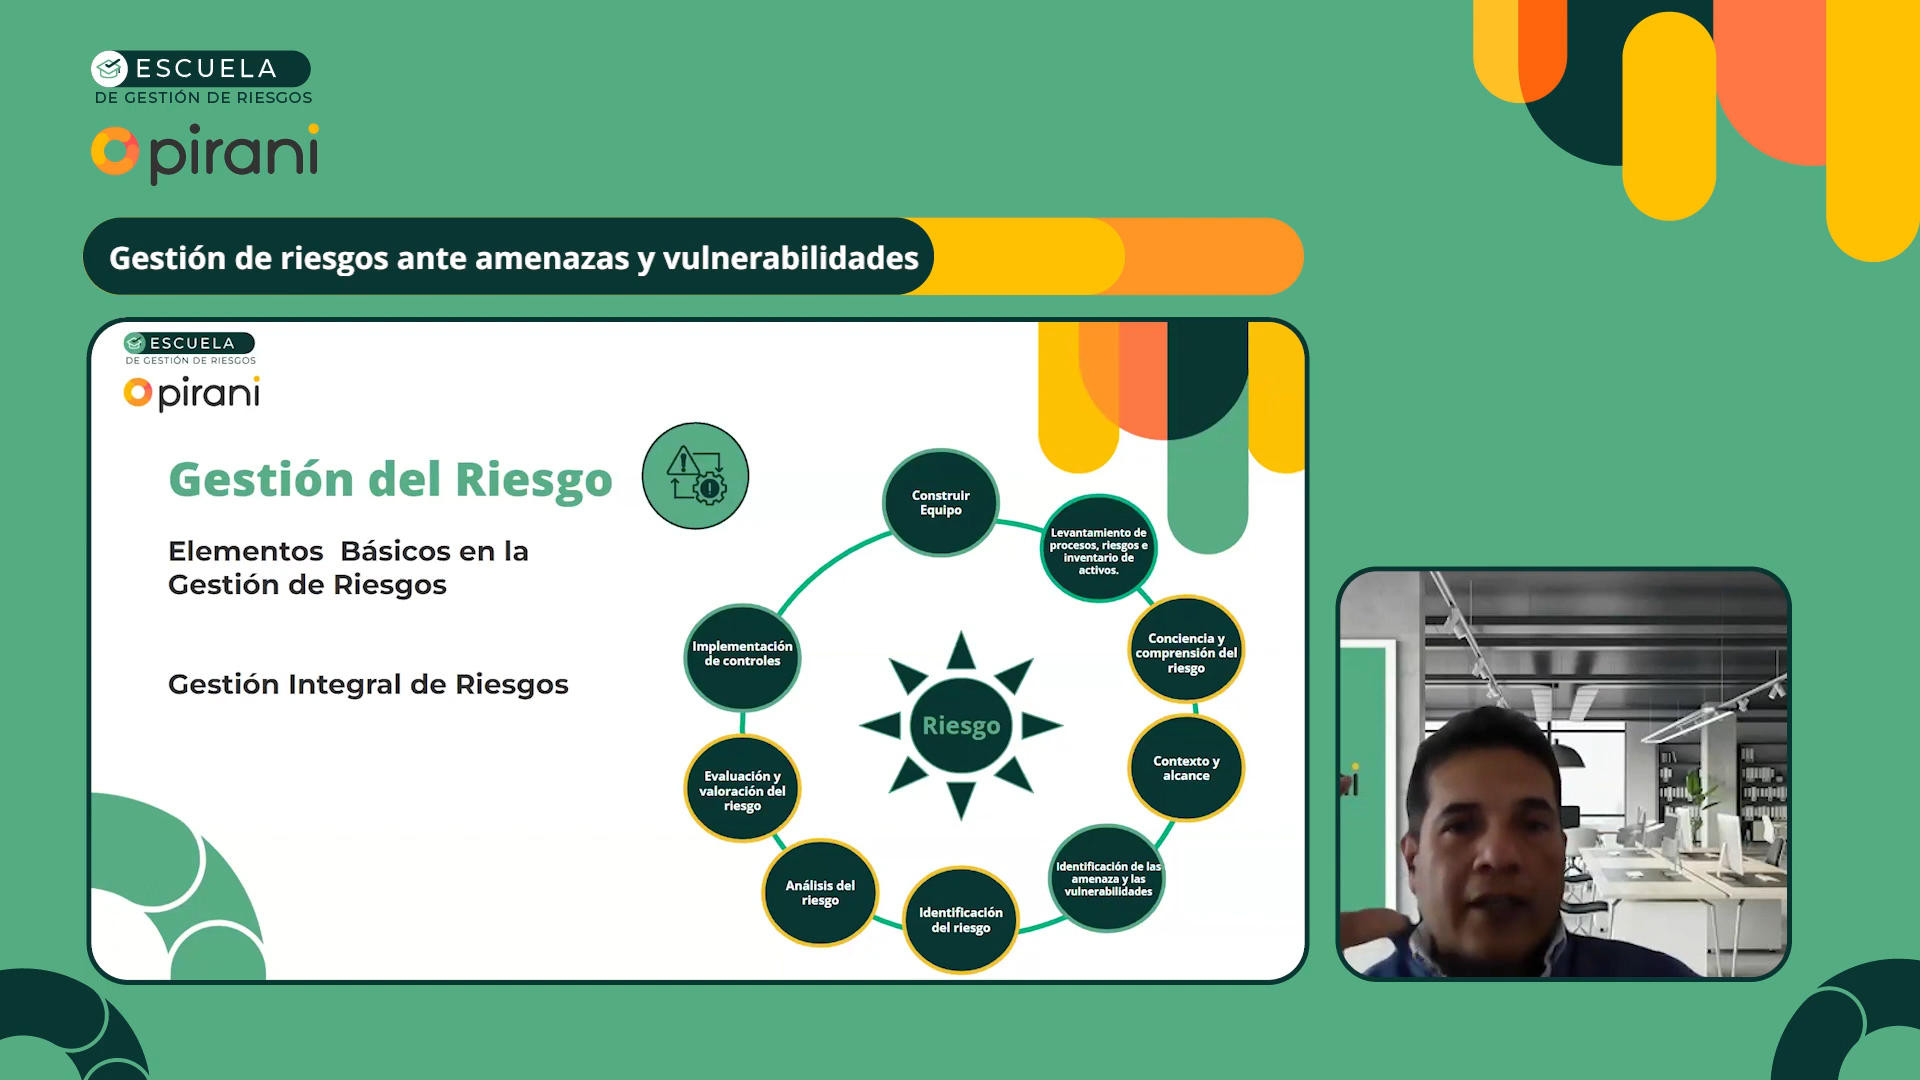 ESCUELA
DE GESTIÓN DE RIESGOS
pirani
Gestión de riesgos ante amenazas y vulnerabilidades
ESCUELA
DE GESTIÓN DE RIESGOS
pirani
Gestión del Riesgo
Elementos Básicos en la
Gestión de Riesgos
Gestión Integral de Riesgos
Construir
Equipo
Levantamiento de
procesos, riesgos e
inventario de
activos.
Conciencia y
comprensión del
riesgo
Contexto y
alcance
Identificación de las
amenaza y las
vulnerabilidades
Identificación
del riesgo
Análisis del
riesgo
Evaluación y
valoración del
riesgo
Implementación
de controles
Riesgo